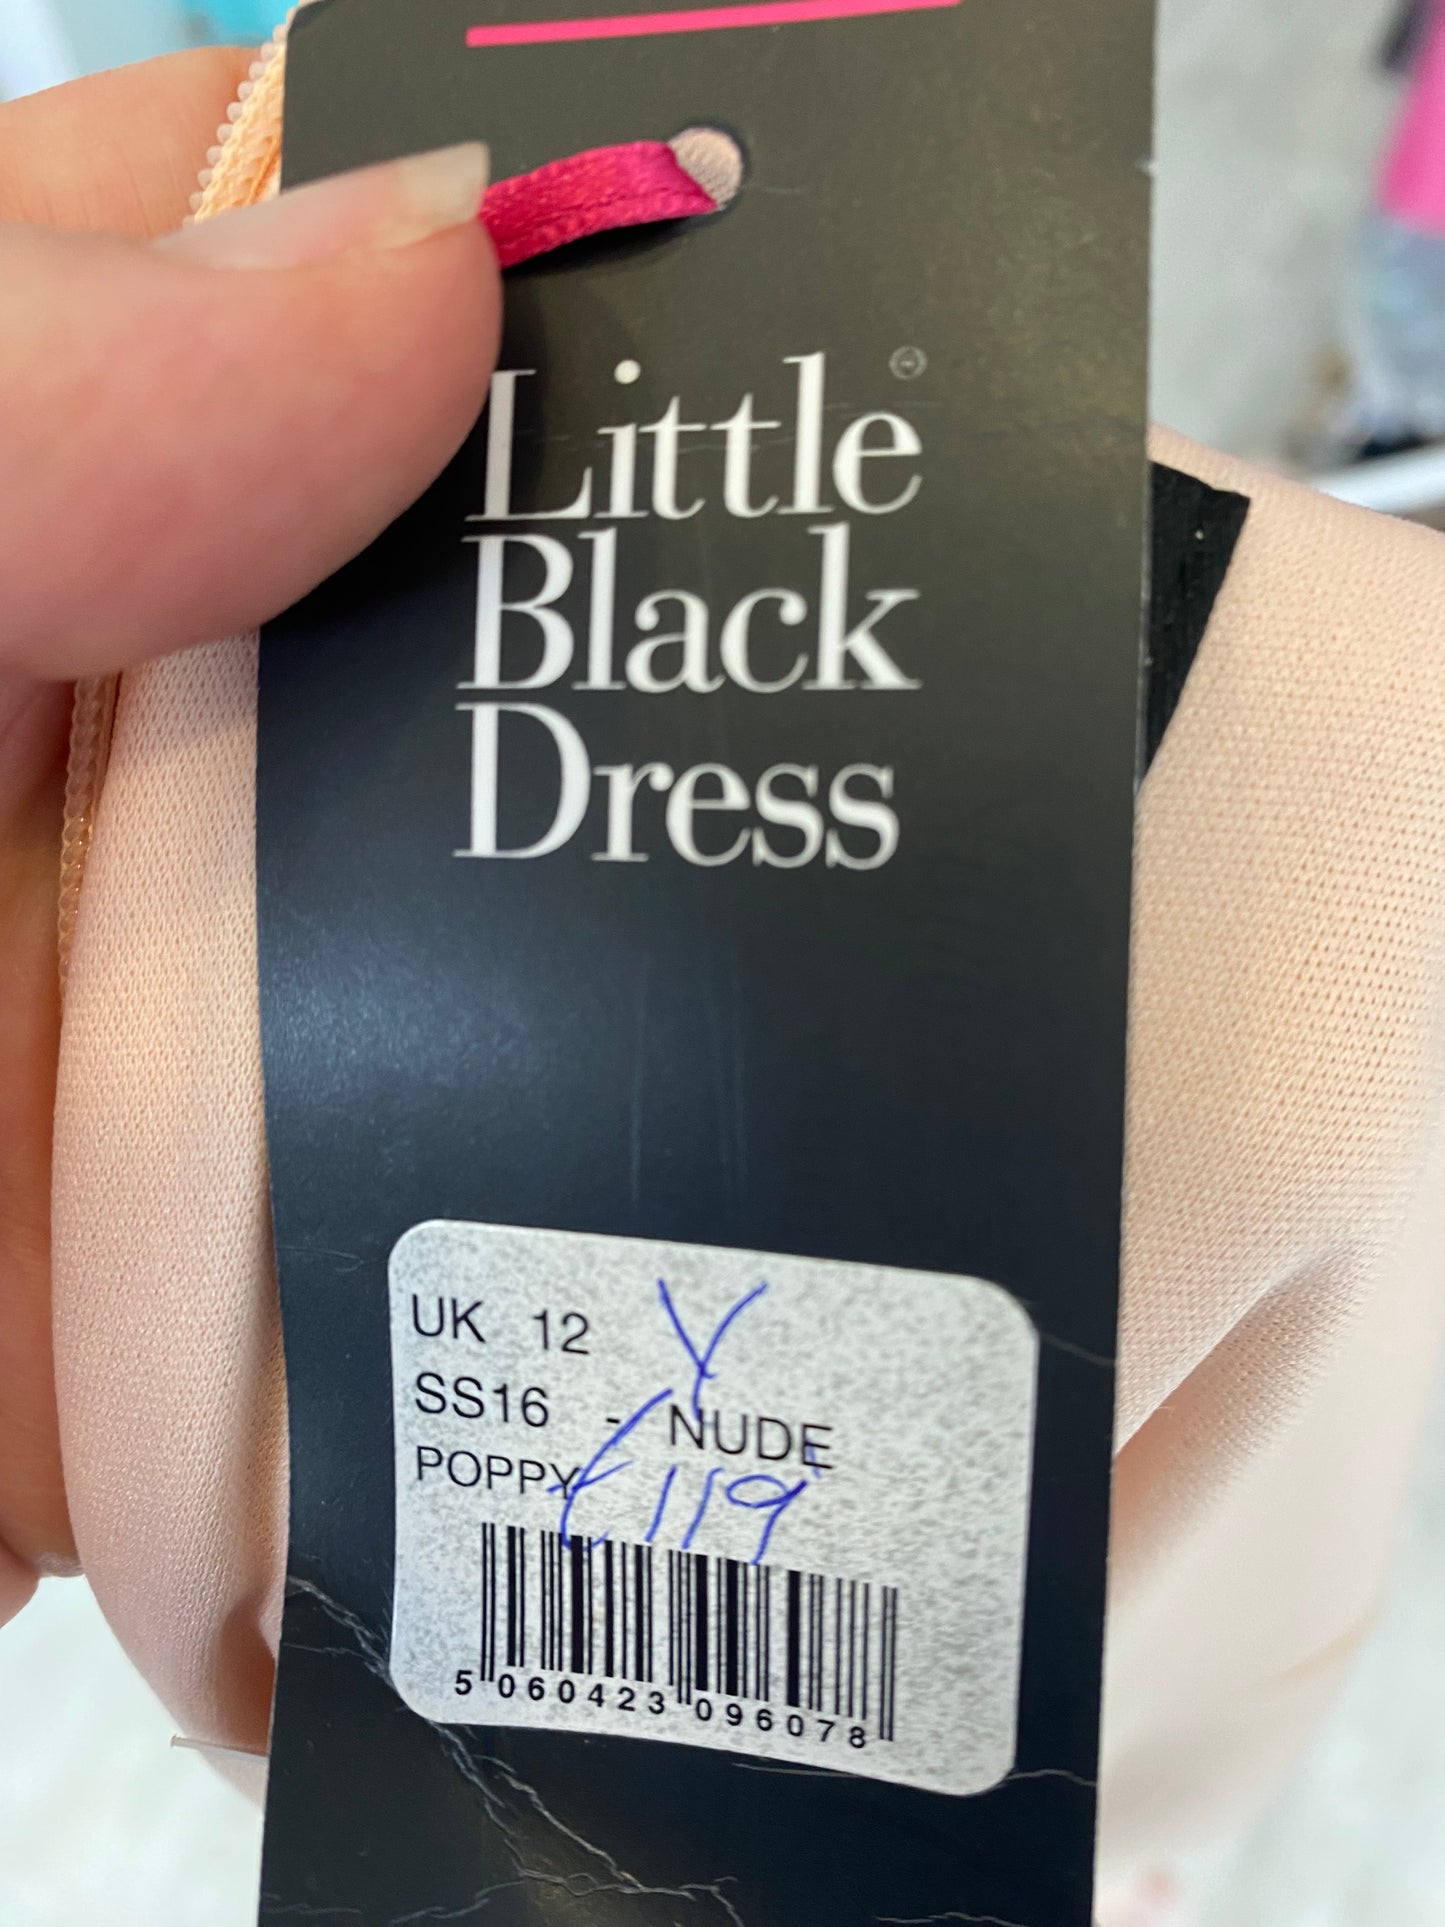 Little®
Black
Dress
UK 12 Y
SS16 - NUDE
POPPY
€119
5 060423 096078